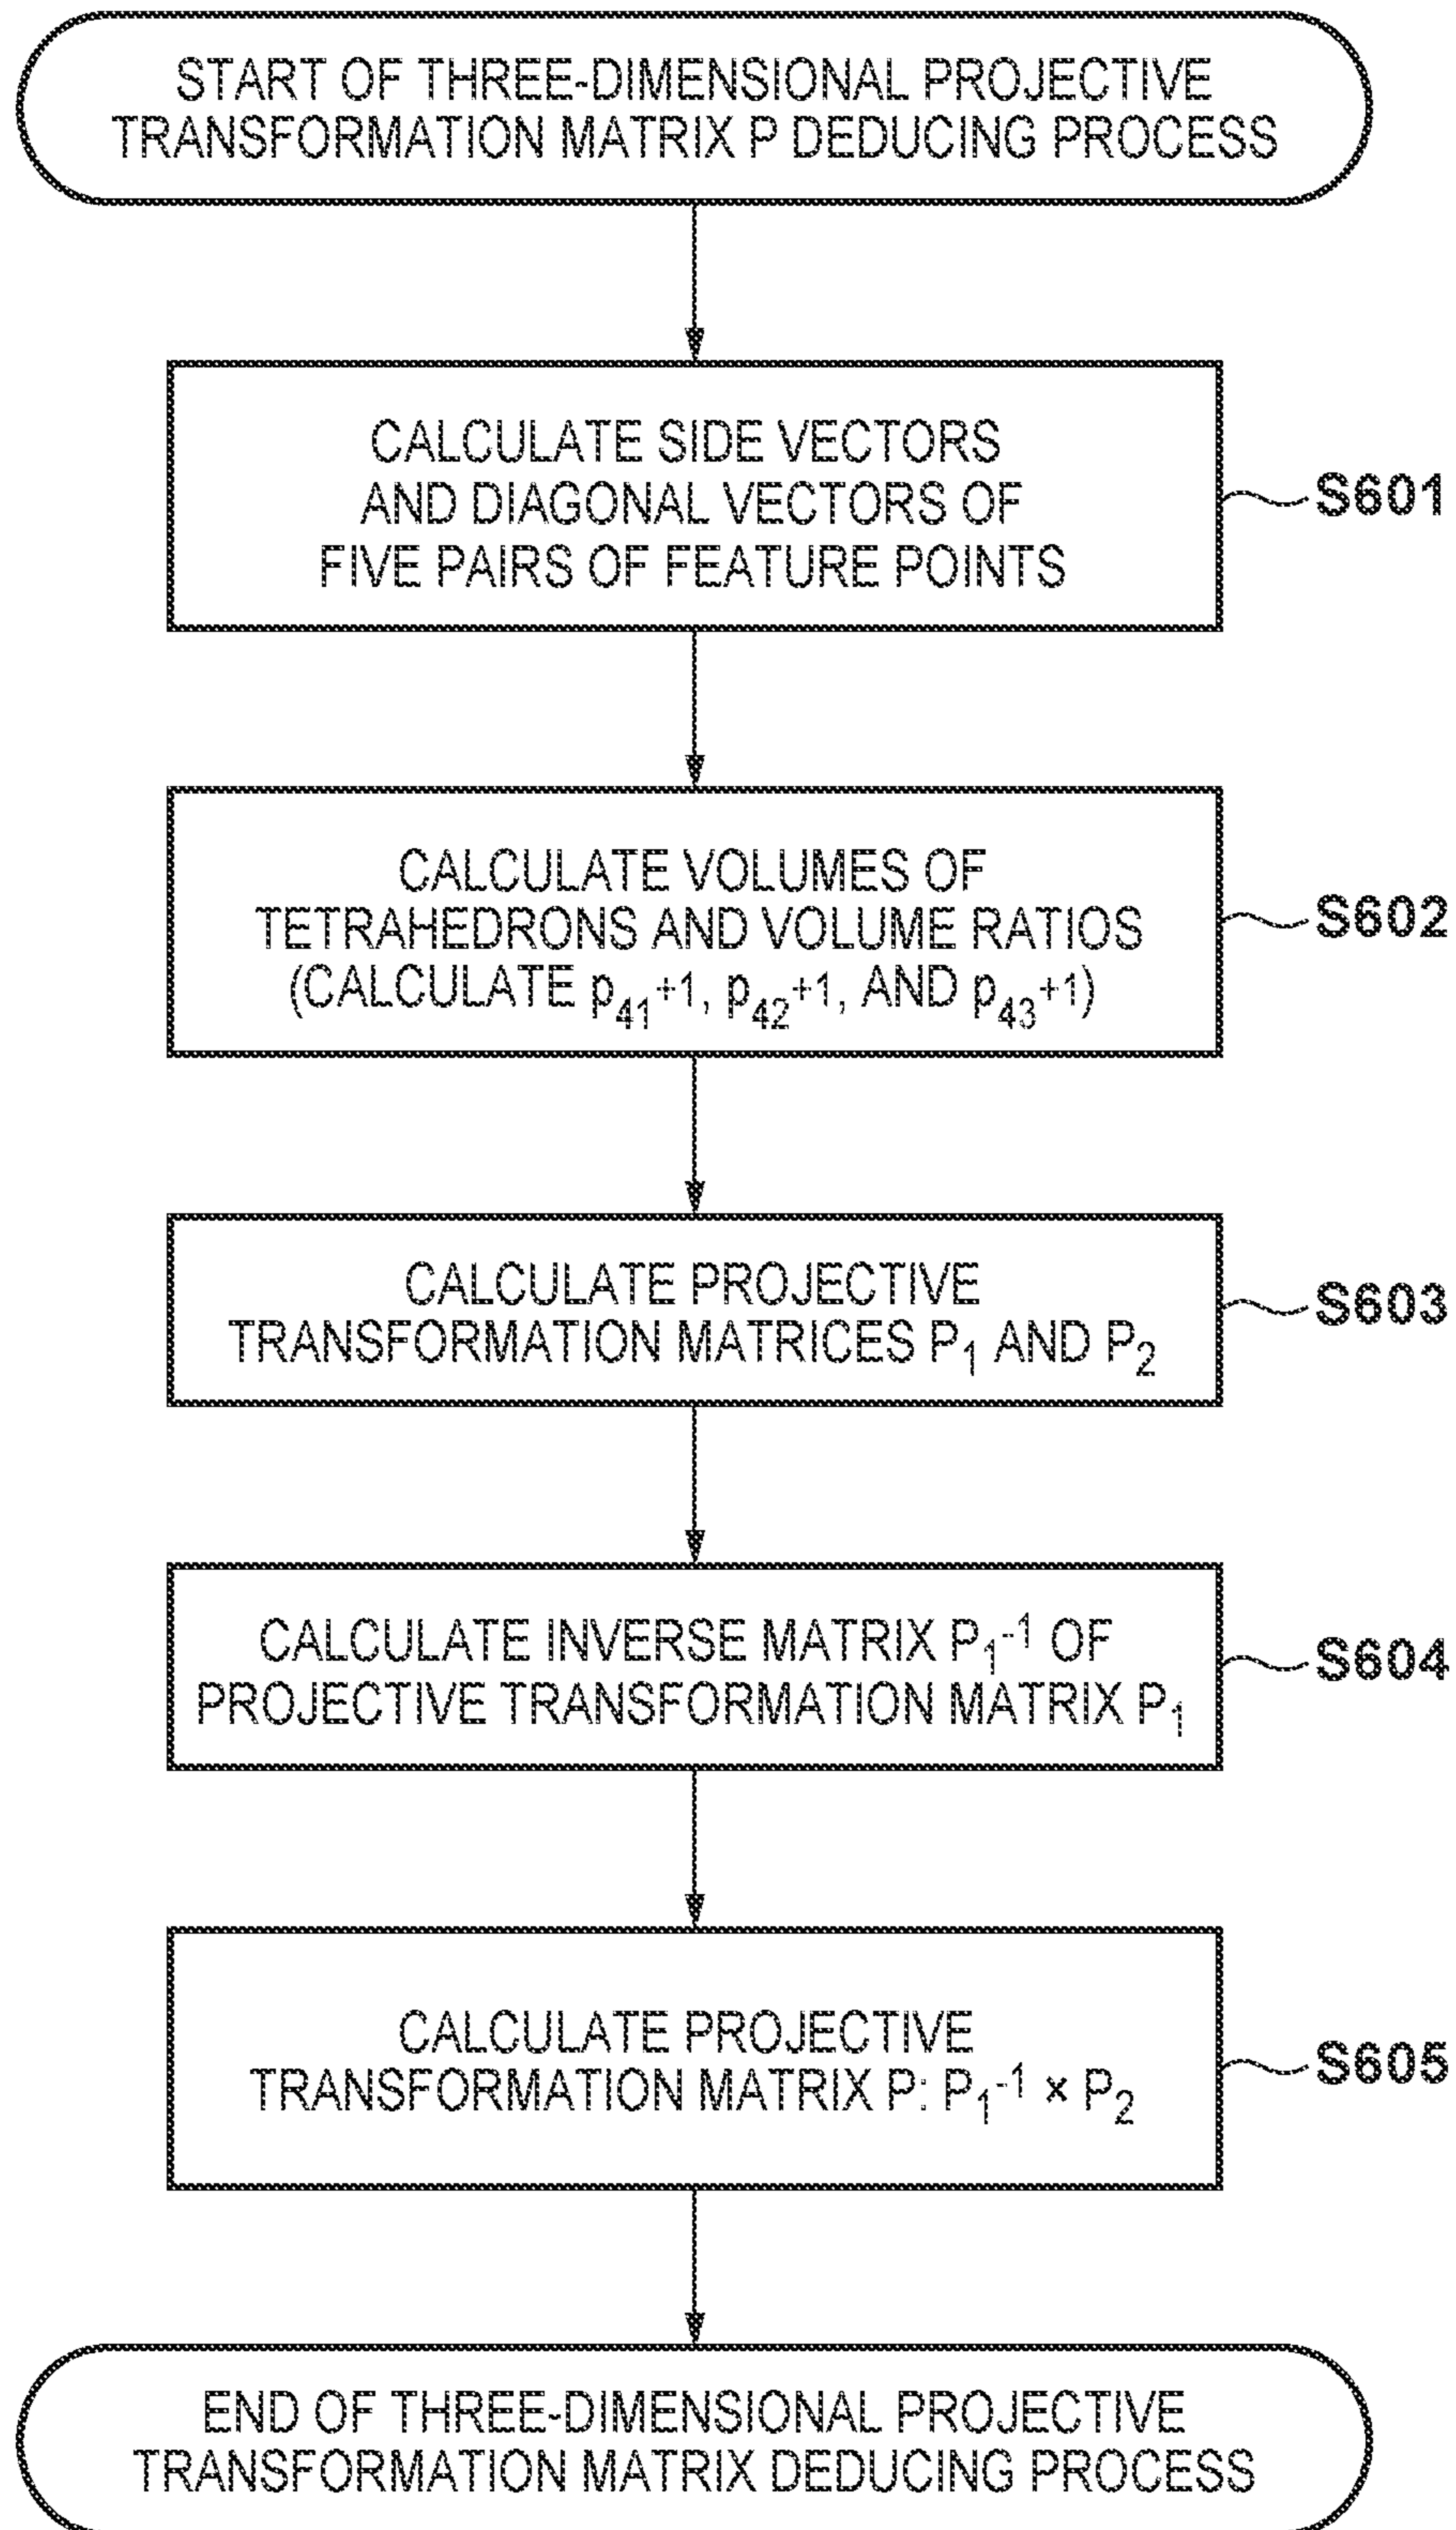 START OF THREE-DIMENSIONAL PROJECTIVE
TRANSFORMATION MATRIX P DEDUCING PROCESS
CALCULATE SIDE VECTORS
AND DIAGONAL VECTORS OF
FIVE PAIRS OF FEATURE POINTS
S601
CALCULATE VOLUMES OF
TETRAHEDRONS AND VOLUME RATIOS
(CALCULATE p₄₁+1, p₄₂+1, AND p₄₃+1)
S602
CALCULATE PROJECTIVE
TRANSFORMATION MATRICES P₁ AND P₂
S603
CALCULATE INVERSE MATRIX P₁⁻¹ OF
PROJECTIVE TRANSFORMATION MATRIX P₁
S604
CALCULATE PROJECTIVE
TRANSFORMATION MATRIX P: P₁⁻¹ × P₂
S605
END OF THREE-DIMENSIONAL PROJECTIVE
TRANSFORMATION MATRIX DEDUCING PROCESS